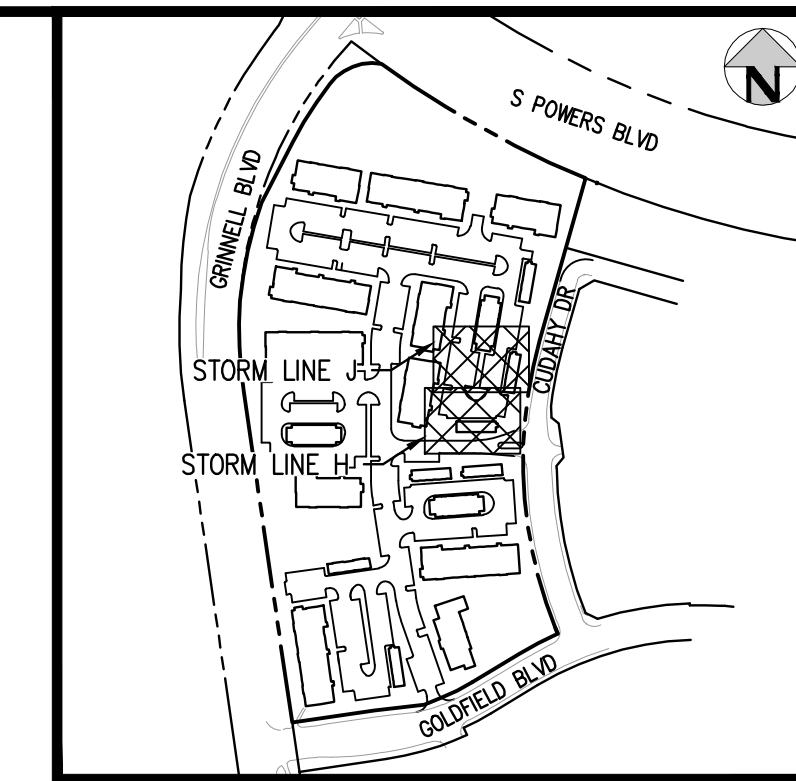 N
S POWERS BLVD
GRINNELL BLVD
CUDAHY DR
STORM LINE J
STORM LINE H
GOLDFIELD BLVD